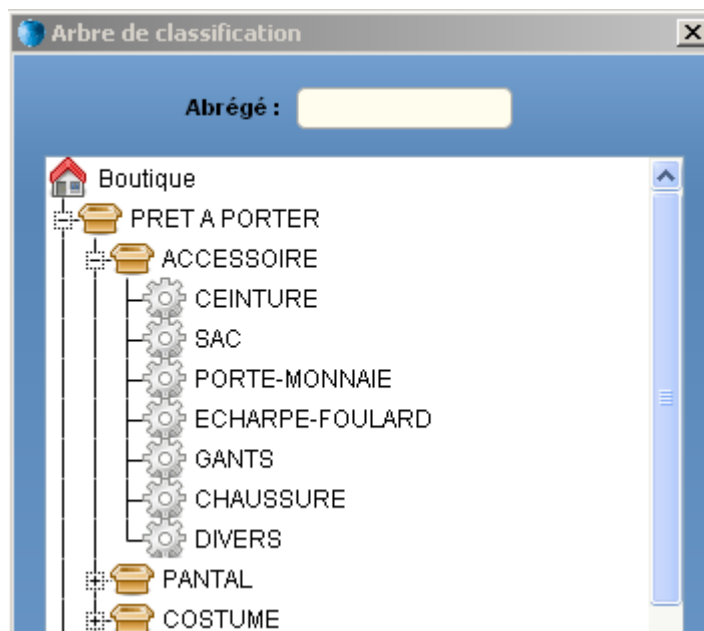 Arbre de classification
Abrégé :
Boutique
PRET A PORTER
ACCESSOIRE
CEINTURE
SAC
PORTE-MONNAIE
ECHARPE-FOULARD
GANTS
CHAUSSURE
DIVERS
PANTAL
COSTUME